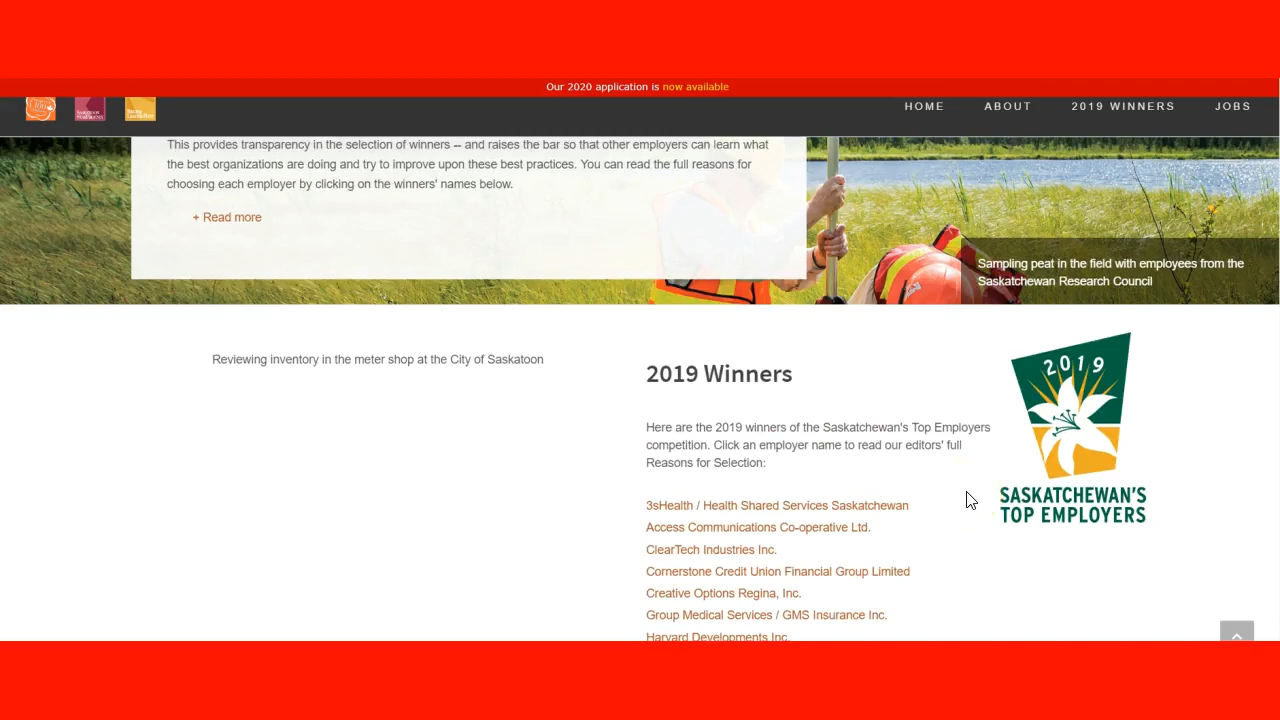 Our 2020 application is now available
HOME ABOUT 2019 WINNERS JOBS
This provides transparency in the selection of winners – and raises the bar so that other employers can learn what
the best organizations are doing and try to improve upon these best practices. You can read the full reasons for
choosing each employer by clicking on the winners' names below.
+ Read more
Sampling peat in the field with employees from the
Saskatchewan Research Council
Reviewing inventory in the meter shop at the City of Saskatoon
2019 Winners
Here are the 2019 winners of the Saskatchewan's Top Employers
competition. Click an employer name to read our editors' full
Reasons for Selection:
3sHealth / Health Shared Services Saskatchewan
Access Communications Co-operative Ltd.
ClearTech Industries Inc.
Cornerstone Credit Union Financial Group Limited
Creative Options Regina, Inc.
Group Medical Services / GMS Insurance Inc.
Harvard Developments Inc.
2019
SASKATCHEWAN'S
TOP EMPLOYERS